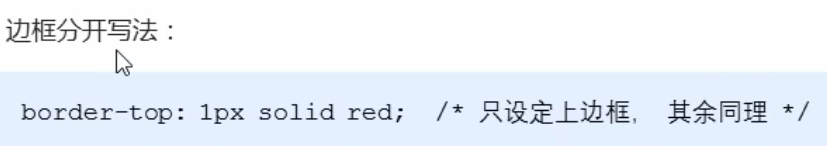 边框分开写法：
border-top: 1px solid red;  /* 只设定上边框， 其余同理 */